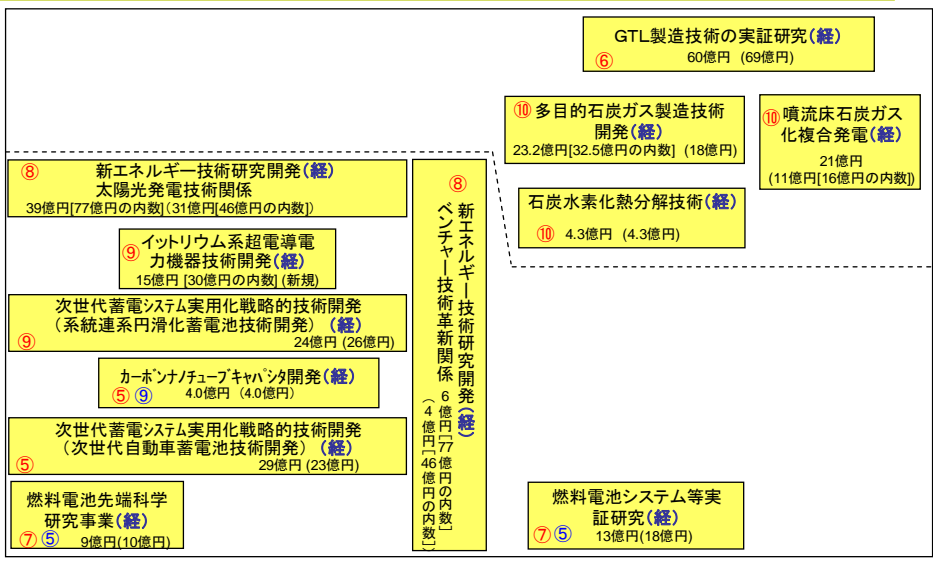 GTL製造技術の実証研究(経)
⑥ 60億円 (69億円)
⑩多目的石炭ガス製造技術
開発(経)
23.2億円[32.5億円の内数] (18億円)
⑩噴流床石炭ガス
化複合発電(経)
21億円
(11億円[16億円の内数])
石炭水素化熱分解技術(経)
⑩ 4.3億円 (4.3億円)
⑧ 新エネルギー技術研究開発(経)
太陽光発電技術関係
39億円[77億円の内数](31億円[46億円の内数])
⑨イットリウム系超電導電
力機器技術開発(経)
15億円 [30億円の内数] (新規)
次世代蓄電システム実用化戦略的技術開発
(系統連系円滑化蓄電池技術開発) (経)
⑨ 24億円 (26億円)
カーボンナノチューブキャパシタ開発(経)
⑤⑨ 4.0億円 (4.0億円)
次世代蓄電システム実用化戦略的技術開発
(次世代自動車蓄電池技術開発) (経)
⑤ 29億円 (23億円)
燃料電池先端科学
研究事業(経)
⑦⑤ 9億円(10億円)
⑧
新エネルギー技術研究開発(経)
ベンチャー技術革新関係 6億円[77億円の内数]
(4億円[46億円の内数])
燃料電池システム等実
証研究(経)
⑦⑤ 13億円(18億円)